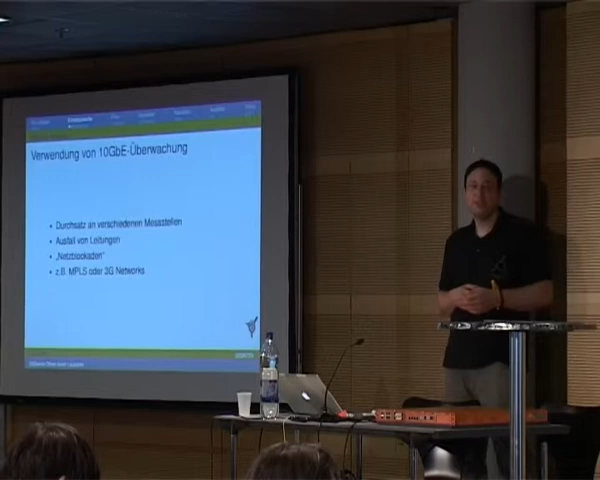 Verwendung von 10GbE-Überwachung
• Durchsatz an verschiedenen Messstellen
• Ausfall von Leitungen
• „Netzblockaden"
• z.B. MPLS oder 3G Networks